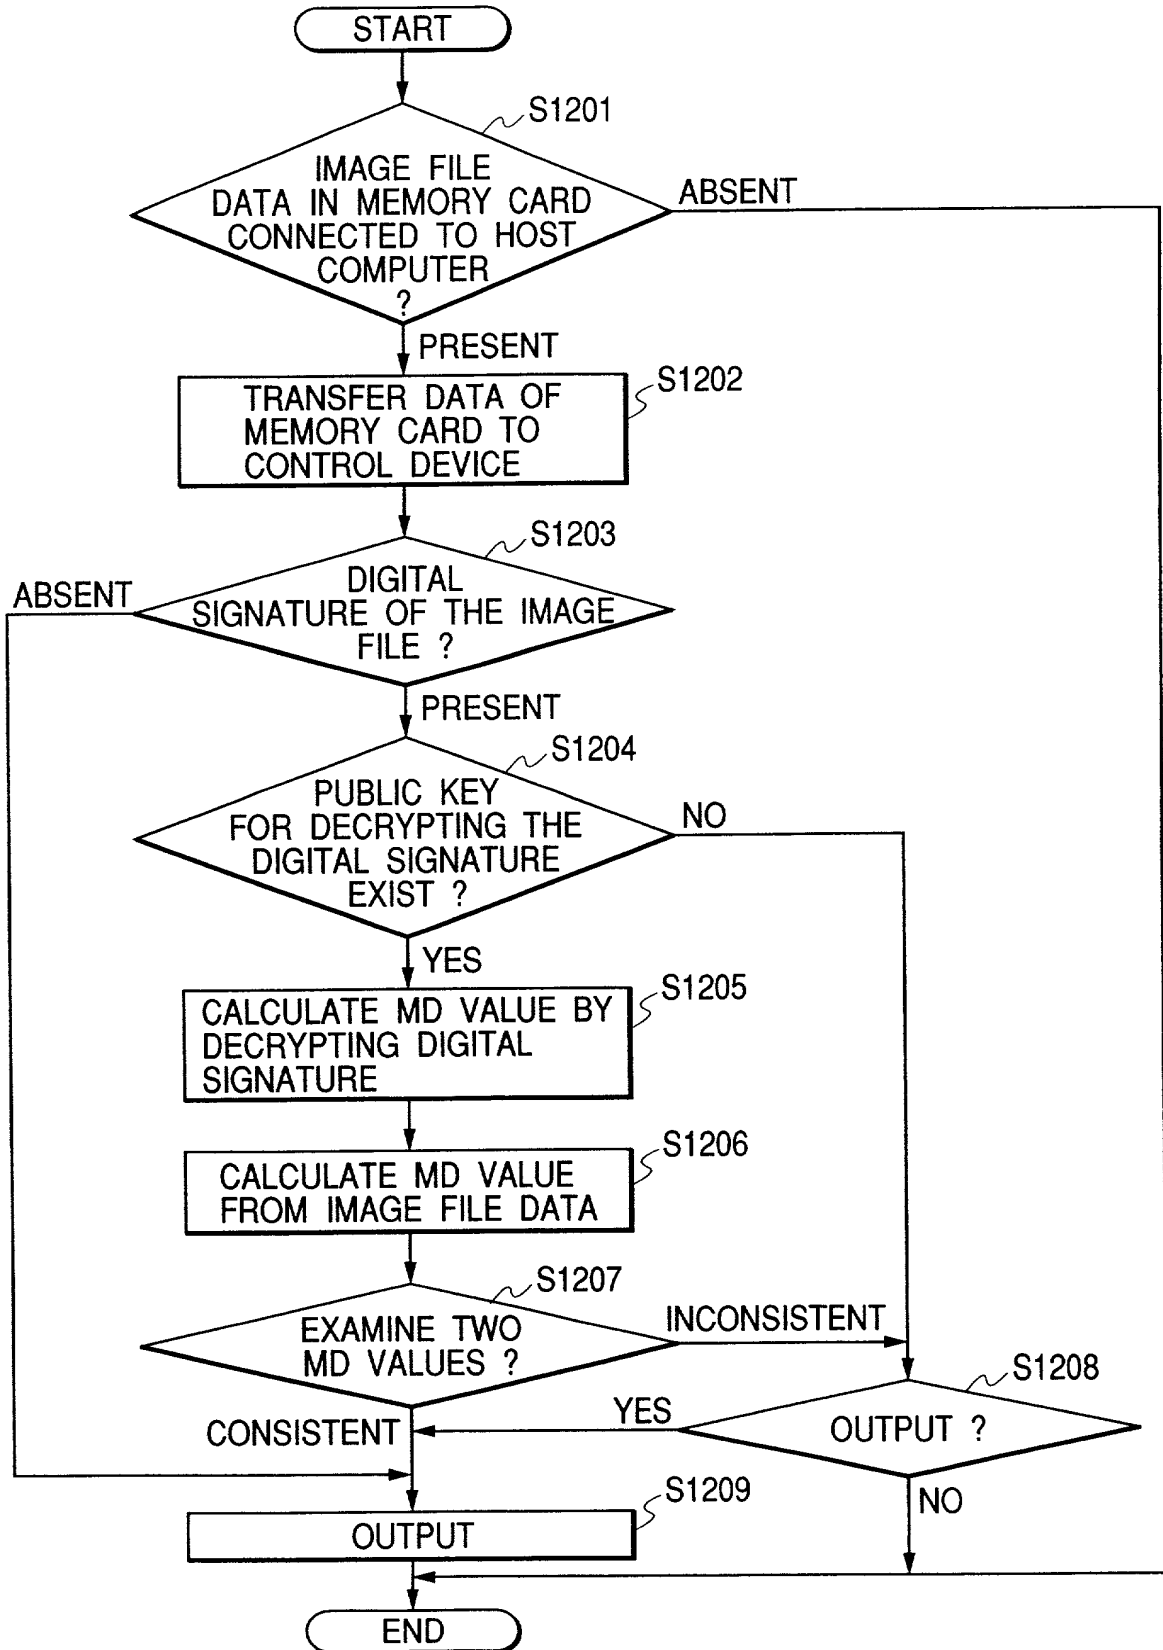 START
S1201
IMAGE FILE
DATA IN MEMORY CARD
CONNECTED TO HOST
COMPUTER
?
ABSENT
PRESENT
S1202
TRANSFER DATA OF
MEMORY CARD TO
CONTROL DEVICE
S1203
ABSENT
DIGITAL
SIGNATURE OF THE IMAGE
FILE ?
PRESENT
S1204
PUBLIC KEY
FOR DECRYPTING THE
DIGITAL SIGNATURE
EXIST ?
NO
YES
S1205
CALCULATE MD VALUE BY
DECRYPTING DIGITAL
SIGNATURE
S1206
CALCULATE MD VALUE
FROM IMAGE FILE DATA
S1207
EXAMINE TWO
MD VALUES ?
INCONSISTENT
S1208
CONSISTENT
YES
OUTPUT ?
NO
S1209
OUTPUT
END